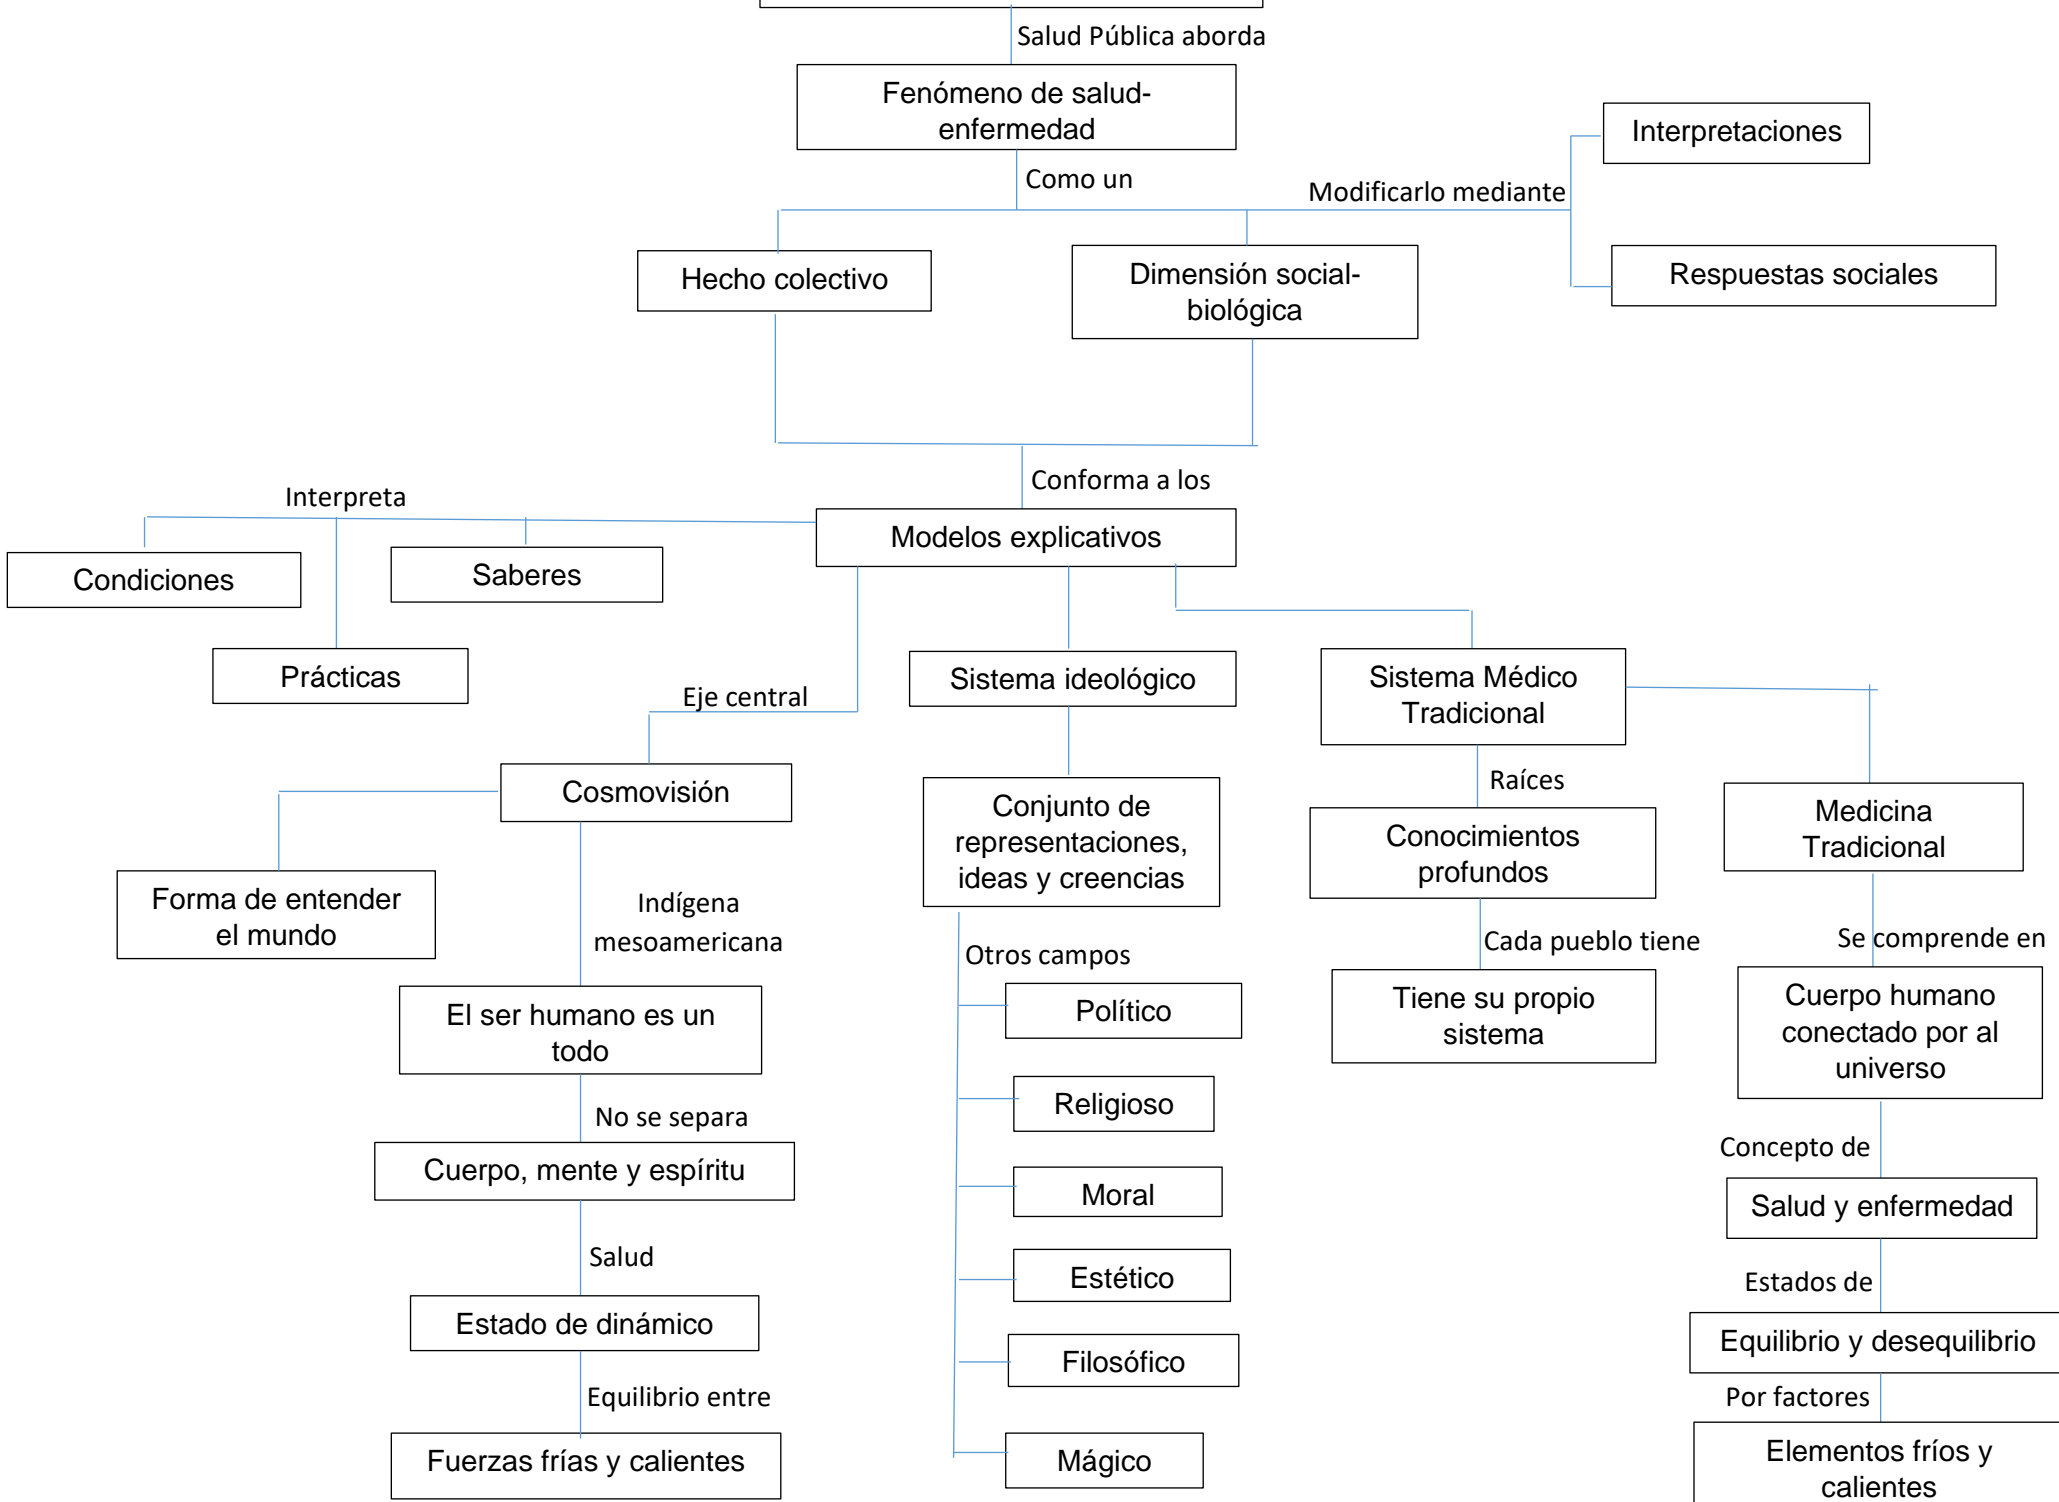 Salud Pública aborda
Fenómeno de salud-
enfermedad
Interpretaciones
Como un
Modificarlo mediante
Hecho colectivo
Dimensión social-
biológica
Respuestas sociales
Conforma a los
Interpreta
Modelos explicativos
Condiciones
Saberes
Prácticas
Eje central
Sistema ideológico
Sistema Médico
Tradicional
Raíces
Cosmovisión
Conjunto de
representaciones,
ideas y creencias
Conocimientos
profundos
Medicina
Tradicional
Forma de entender
el mundo
Indígena
mesoamericana
Otros campos
Cada pueblo tiene
Se comprende en
El ser humano es un
todo
Político
Tiene su propio
sistema
Cuerpo humano
conectado por al
universo
No se separa
Religioso
Cuerpo, mente y espíritu
Concepto de
Moral
Salud y enfermedad
Salud
Estético
Estados de
Estado de dinámico
Filosófico
Equilibrio y desequilibrio
Equilibrio entre
Por factores
Fuerzas frías y calientes
Mágico
Elementos fríos y
calientes